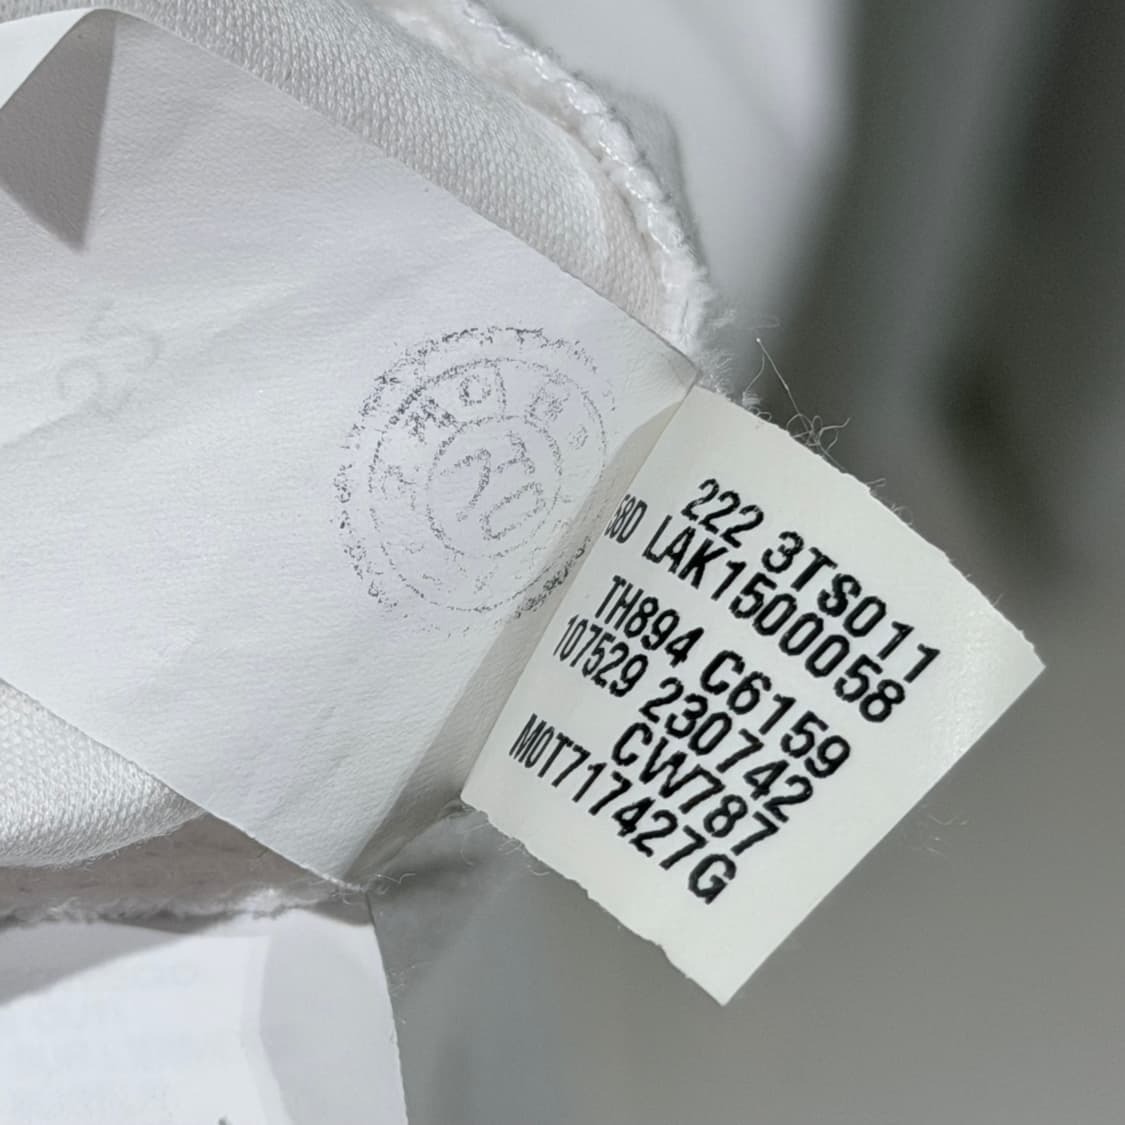 222 3TS011
LAK1500058
TH894 C6159
107529 230742
CW787
M0T717427G